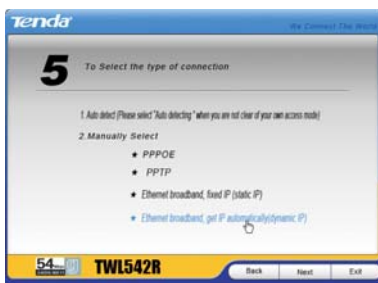 Tenda
We Connect The World
5
To Select the type of connection
1. Auto detect (Please select "Auto detecting" when you are not clear of your own access mode)
2.Manually Select
★ PPPOE
★ PPTP
★ Ethernet broadband, fixed IP (static IP)
★ Ethernet broadband, get IP automatically(dynamic IP)
54
TWL542R
Back Next Exit